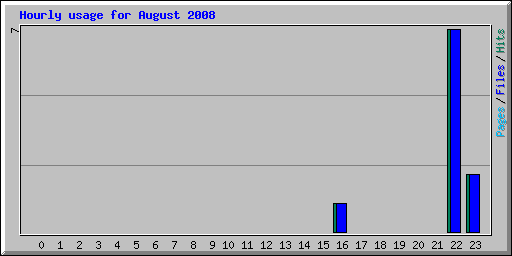 Hourly usage for August 2008
7
Pages/Files/Hits
0 1 2 3 4 5 6 7 8 9 10 11 12 13 14 15 16 17 18 19 20 21 22 23